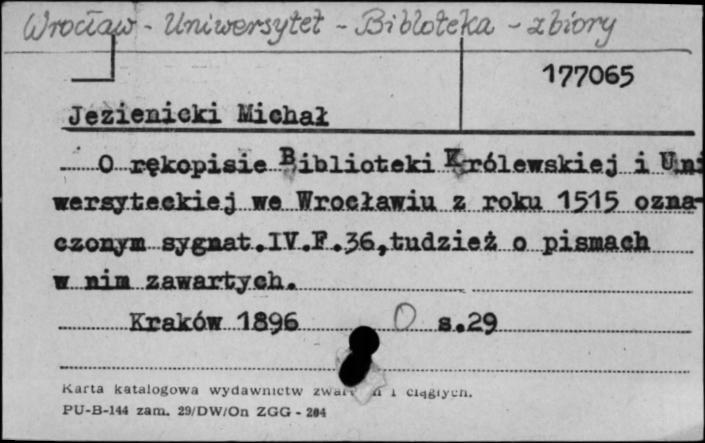 Wrocław - Uniwersytet - Bibloteka - zbiory
177065
Jezienicki Michał
O rękopisie Biblioteki Królewskiej i Uni
wersyteckiej we Wrocławiu z roku 1515 ozna-
czonym sygnat.IV.F.36,tudzież o pismach
w nim zawartych.
Kraków 1896 O s.29
Karta katalogowa wydawnictw i ciągłych.
PU-B-144 zam. 29/DW/On ZGG - 204